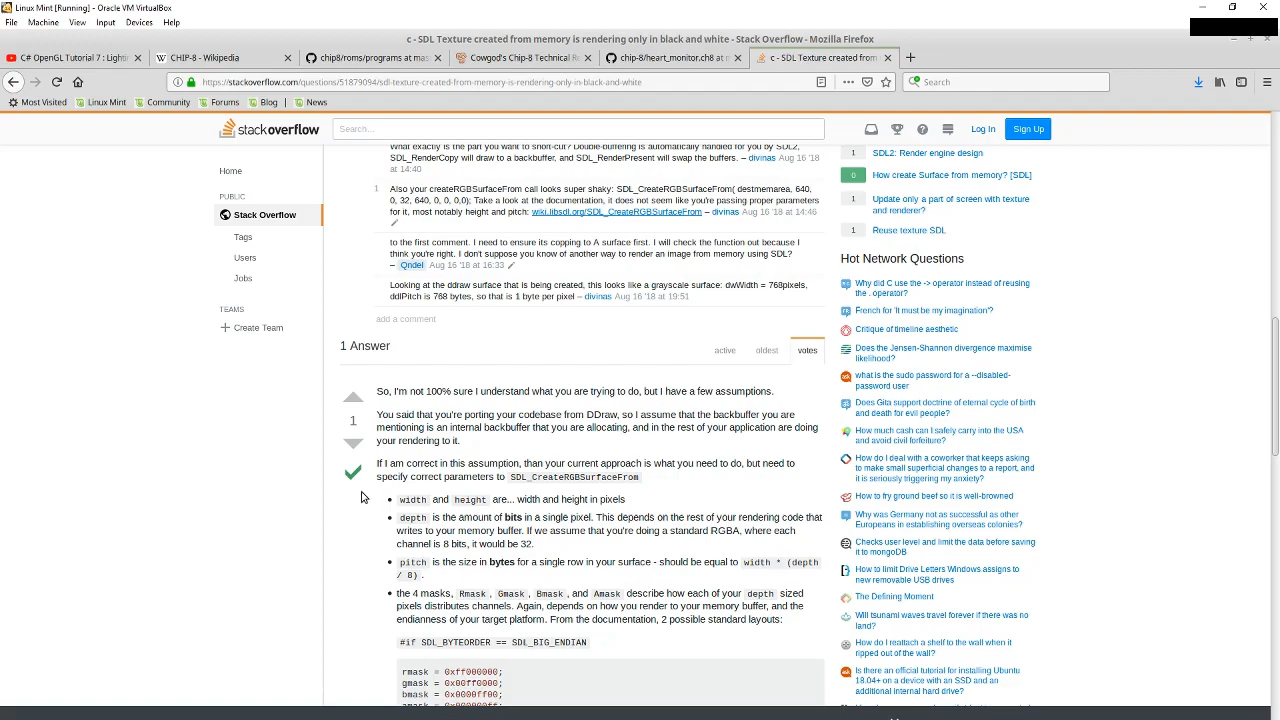 Linux Mint [Running] - Oracle VM VirtualBox
File Machine View Input Devices Help
c - SDL Texture created from memory is rendering only in black and white - Stack Overflow - Mozilla Firefox
C# OpenGL Tutorial 7 : Light
CHIP-8 - Wikipedia
chip8/roms/programs at mas
Cowgod's Chip-8 Technical Re
chip-8/heart_monitor.ch8 at m
c - SDL Texture created from
https://stackoverflow.com/questions/51879094/sdl-texture-created-from-memory-is-rendering-only-in-black-and-white
Search
Most Visited Linux Mint Community Forums Blog News
stackoverflow
Search...
Log In
Sign Up
Home
PUBLIC
Stack Overflow
Tags
Users
Jobs
TEAMS
Create Team
What exactly is the part you want to short-cut? Double-buffering is automatically handled for you by SDL2,
SDL_RenderCopy will draw to a backbuffer, and SDL_RenderPresent will swap the buffers. – divinas Aug 16 '18
at 14:40
1 Also your createRGBSurfaceFrom call looks super shaky: SDL_CreateRGBSurfaceFrom( destmemarea, 640,
0, 32, 640, 0, 0, 0,0); Take a look at the documentation, it does not seem like you're passing proper parameters
for it, most notably height and pitch: wiki.libsdl.org/SDL_CreateRGBSurfaceFrom – divinas Aug 16 '18 at 14:46
to the first comment. I need to ensure its copping to A surface first. I will check the function out because I
think you're right. I don't suppose you know of another way to render an image from memory using SDL?
– Qndel Aug 16 '18 at 16:33
Looking at the ddraw surface that is being created, this looks like a grayscale surface: dwWidth = 768pixels,
ddlPitch is 768 bytes, so that is 1 byte per pixel – divinas Aug 16 '18 at 19:51
add a comment
1 Answer
active oldest votes
1
So, I'm not 100% sure I understand what you are trying to do, but I have a few assumptions.
You said that you're porting your codebase from DDraw, so I assume that the backbuffer you are
mentioning is an internal backbuffer that you are allocating, and in the rest of your application are doing
your rendering to it.
If I am correct in this assumption, than your current approach is what you need to do, but need to
specify correct parameters to SDL_CreateRGBSurfaceFrom
• width and height are... width and height in pixels
• depth is the amount of bits in a single pixel. This depends on the rest of your rendering code that
writes to your memory buffer. If we assume that you're doing a standard RGBA, where each
channel is 8 bits, it would be 32.
• pitch is the size in bytes for a single row in your surface - should be equal to width * (depth
/ 8) .
• the 4 masks, Rmask , Gmask , Bmask , and Amask describe how each of your depth sized
pixels distributes channels. Again, depends on how you render to your memory buffer, and the
endianness of your target platform. From the documentation, 2 possible standard layouts:
#if SDL_BYTEORDER == SDL_BIG_ENDIAN
rmask = 0xff000000;
gmask = 0x00ff0000;
bmask = 0x0000ff00;
amask = 0x000000ff;
1 SDL2: Render engine design
0 How create Surface from memory? [SDL]
1 Update only a part of screen with texture
and renderer?
1 Reuse texture SDL
Hot Network Questions
Why did C use the -> operator instead of reusing
the . operator?
French for 'It must be my imagination'?
Critique of timeline aesthetic
Does the Jensen-Shannon divergence maximise
likelihood?
what is the sudo password for a --disabled-
password user
Does Gita support doctrine of eternal cycle of birth
and death for evil people?
How much cash can I safely carry into the USA
and avoid civil forfeiture?
How do I deal with a coworker that keeps asking
to make small superficial changes to a report, and
it is seriously triggering my anxiety?
How to fry ground beef so it is well-browned
Why was Germany not as successful as other
Europeans in establishing overseas colonies?
Checks user level and limit the data before saving
it to mongoDB
How to limit Drive Letters Windows assigns to
new removable USB drives
The Defining Moment
Will tsunami waves travel forever if there was no
land?
How do I reattach a shelf to the wall when it
ripped out of the wall?
Is there an official tutorial for installing Ubuntu
18.04+ on a device with an SSD and an
additional internal hard drive?